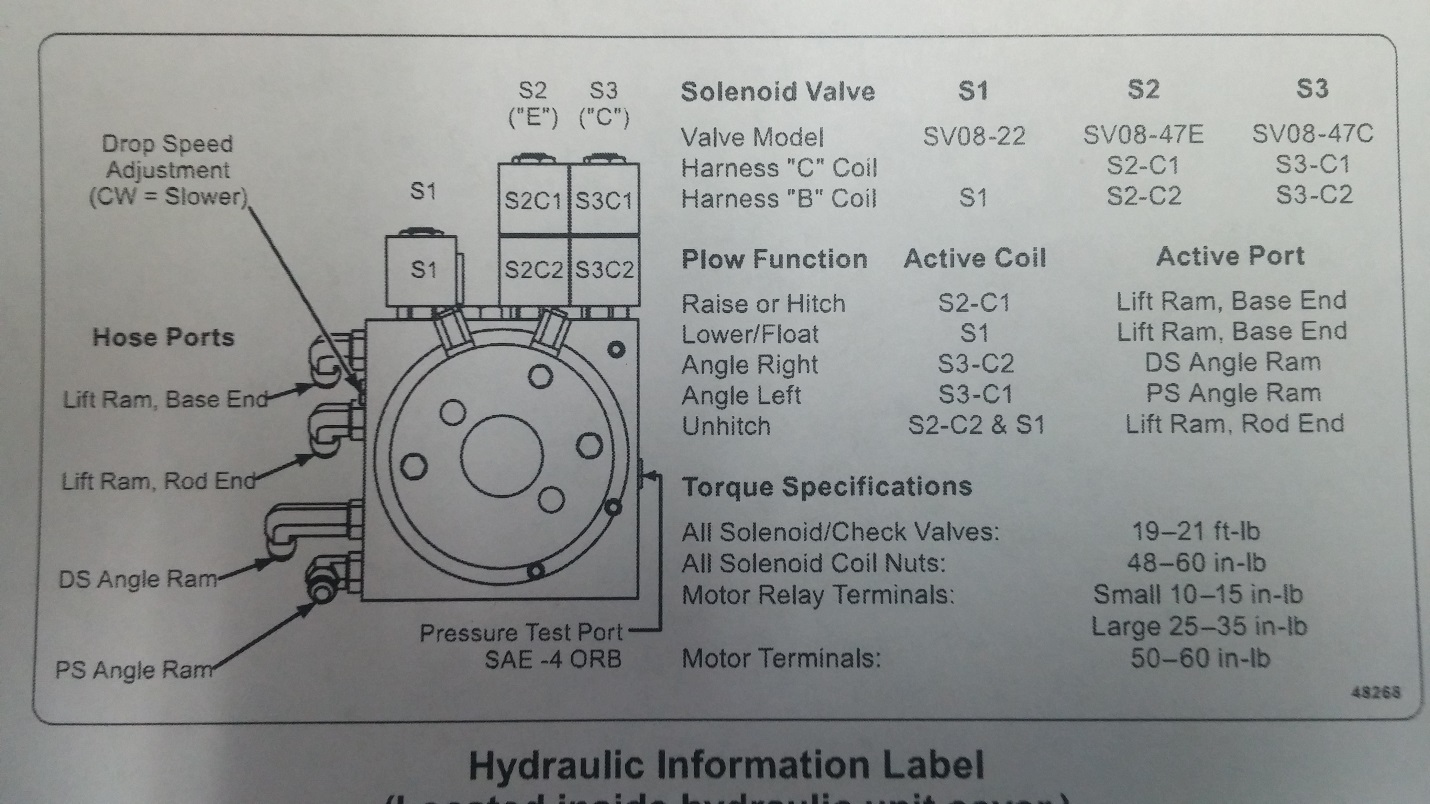 S2 S3
("E") ("C")
Drop Speed
Adjustment
(CW = Slower)
S1
S2C1 S3C1
S1 S2C2 S3C2
Hose Ports
Lift Ram, Base End
Lift Ram, Rod End
DS Angle Ram
PS Angle Ram
Pressure Test Port
SAE -4 ORB
Solenoid Valve S1 S2 S3
Valve Model SV08-22 SV08-47E SV08-47C
Harness "C" Coil S2-C1 S3-C1
Harness "B" Coil S1 S2-C2 S3-C2
Plow Function Active Coil Active Port
Raise or Hitch S2-C1 Lift Ram, Base End
Lower/Float S1 Lift Ram, Base End
Angle Right S3-C2 DS Angle Ram
Angle Left S3-C1 PS Angle Ram
Unhitch S2-C2 & S1 Lift Ram, Rod End
Torque Specifications
All Solenoid/Check Valves: 19–21 ft-lb
All Solenoid Coil Nuts: 48–60 in-lb
Motor Relay Terminals: Small 10–15 in-lb
Large 25–35 in-lb
Motor Terminals: 50–60 in-lb
48268
Hydraulic Information Label
(Located inside hydraulic unit cover.)